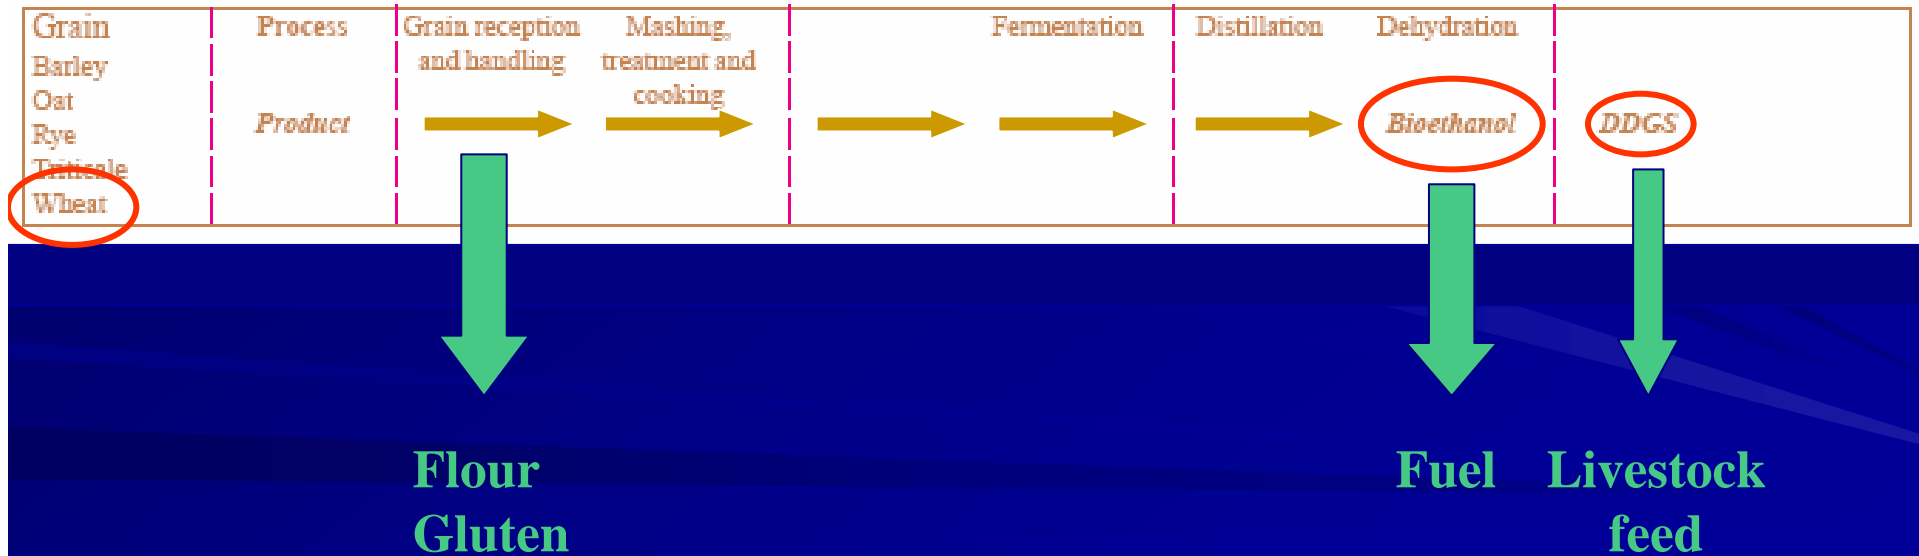 Grain
Barley
Oat
Rye
Triticale
Wheat
Process
Product
Grain reception
and handling
Mashing,
treatment and
cooking
Fermentation
Distillation
Dehydration
Bioethanol
DDGS
Flour
Gluten
Fuel
Livestock
feed